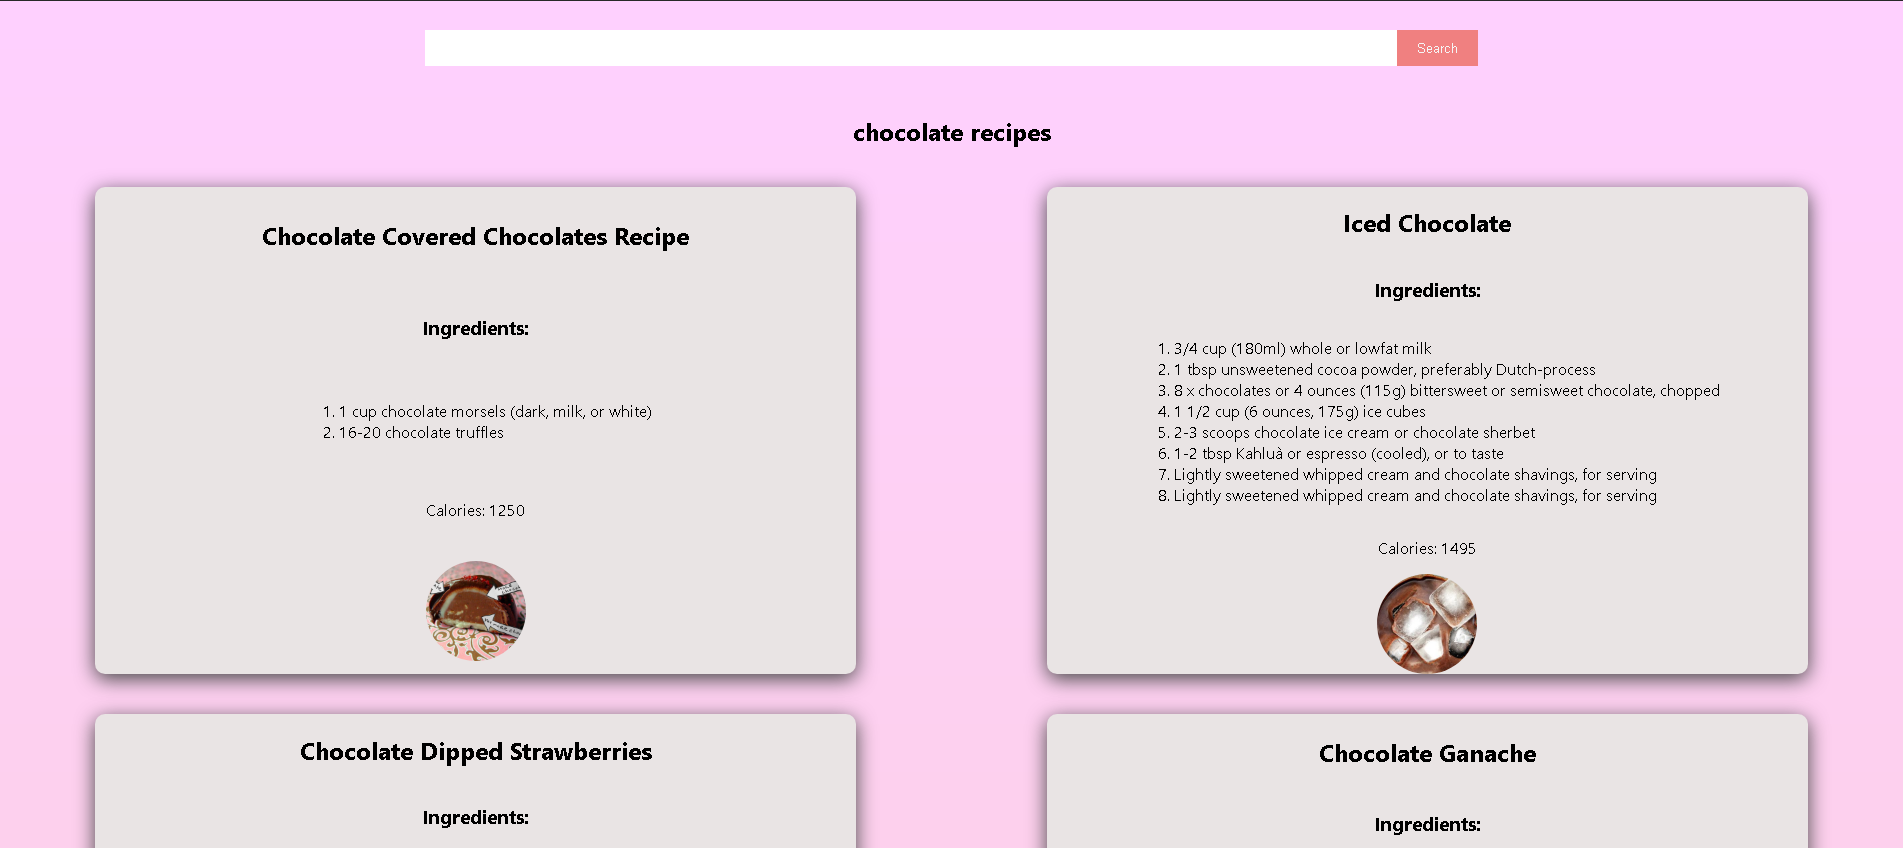 Search
chocolate recipes
Chocolate Covered Chocolates Recipe
Ingredients:
1. 1 cup chocolate morsels (dark, milk, or white)
2. 16-20 chocolate truffles
Calories: 1250
Iced Chocolate
Ingredients:
1. 3/4 cup (180ml) whole or lowfat milk
2. 1 tbsp unsweetened cocoa powder, preferably Dutch-process
3. 8 x chocolates or 4 ounces (115g) bittersweet or semisweet chocolate, chopped
4. 1 1/2 cup (6 ounces, 175g) ice cubes
5. 2-3 scoops chocolate ice cream or chocolate sherbet
6. 1-2 tbsp Kahluà or espresso (cooled), or to taste
7. Lightly sweetened whipped cream and chocolate shavings, for serving
8. Lightly sweetened whipped cream and chocolate shavings, for serving
Calories: 1495
Chocolate Dipped Strawberries
Ingredients:
Chocolate Ganache
Ingredients: